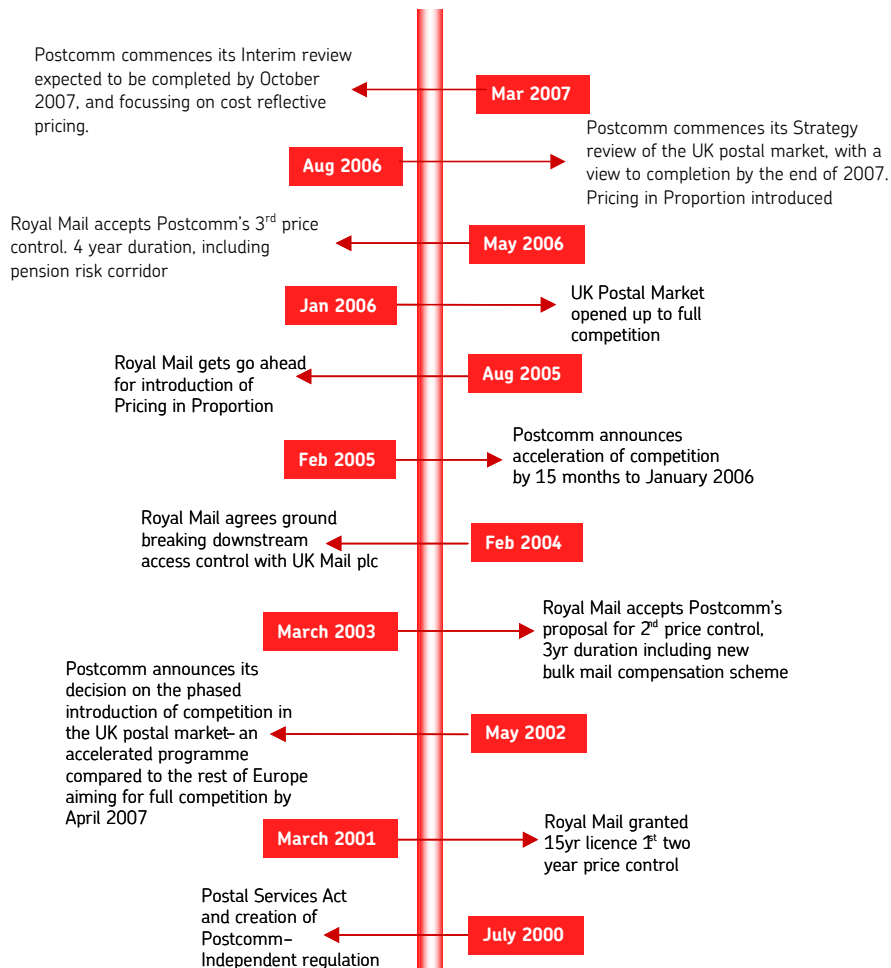 Postcomm commences its Interim review
expected to be completed by October
2007, and focussing on cost reflective
pricing.
Mar 2007
Postcomm commences its Strategy
review of the UK postal market, with a
view to completion by the end of 2007.
Pricing in Proportion introduced
Aug 2006
Royal Mail accepts Postcomm's 3rd price
control. 4 year duration, including
pension risk corridor
May 2006
Jan 2006
UK Postal Market
opened up to full
competition
Royal Mail gets go ahead
for introduction of
Pricing in Proportion
Aug 2005
Feb 2005
Postcomm announces
acceleration of competition
by 15 months to January 2006
Royal Mail agrees ground
breaking downstream
access control with UK Mail plc
Feb 2004
March 2003
Royal Mail accepts Postcomm's
proposal for 2nd price control,
3yr duration including new
bulk mail compensation scheme
Postcomm announces its
decision on the phased
introduction of competition in
the UK postal market– an
accelerated programme
compared to the rest of Europe
aiming for full competition by
April 2007
May 2002
March 2001
Royal Mail granted
15yr licence 1st two
year price control
Postal Services Act
and creation of
Postcomm–
Independent regulation
July 2000